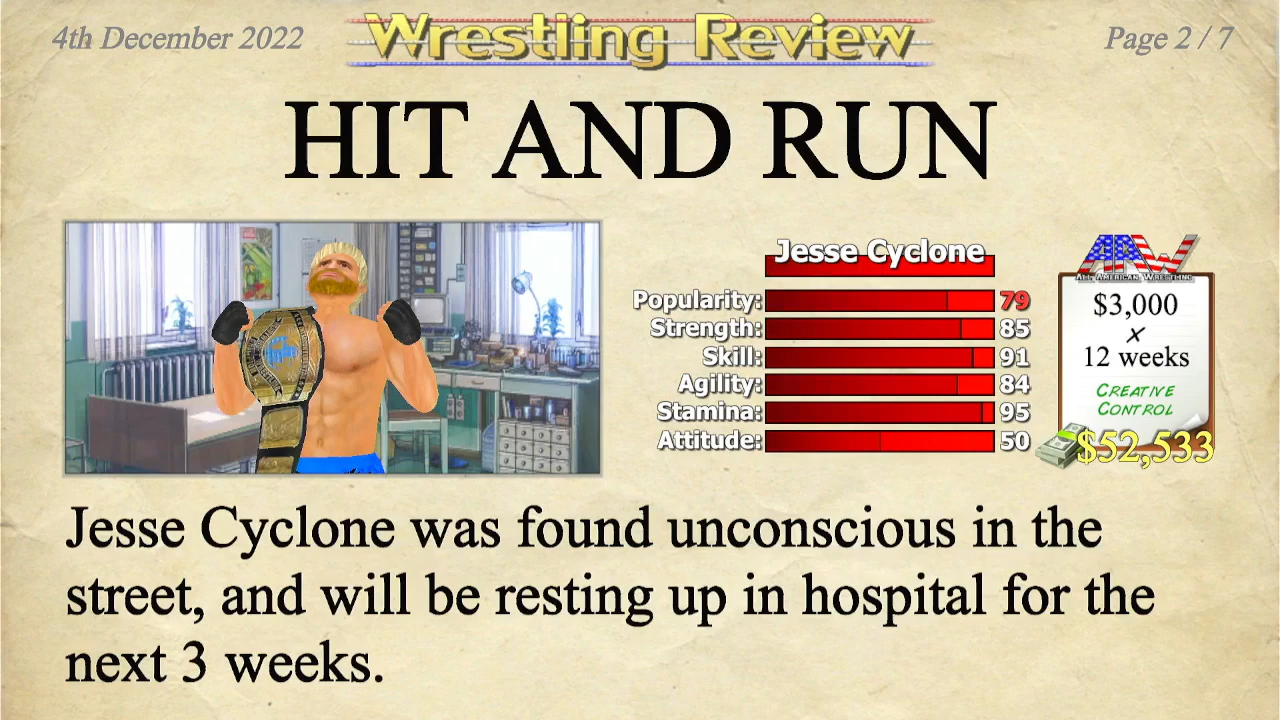 4th December 2022
Wrestling Review
Page 2 / 7
HIT AND RUN
Jesse Cyclone
Popularity: 79
Strength: 85
Skill: 91
Agility: 84
Stamina: 95
Attitude: 50
ALL AMERICAN WRESTLING
$3,000
x
12 weeks
CREATIVE
CONTROL
$52,533
Jesse Cyclone was found unconscious in the
street, and will be resting up in hospital for the
next 3 weeks.